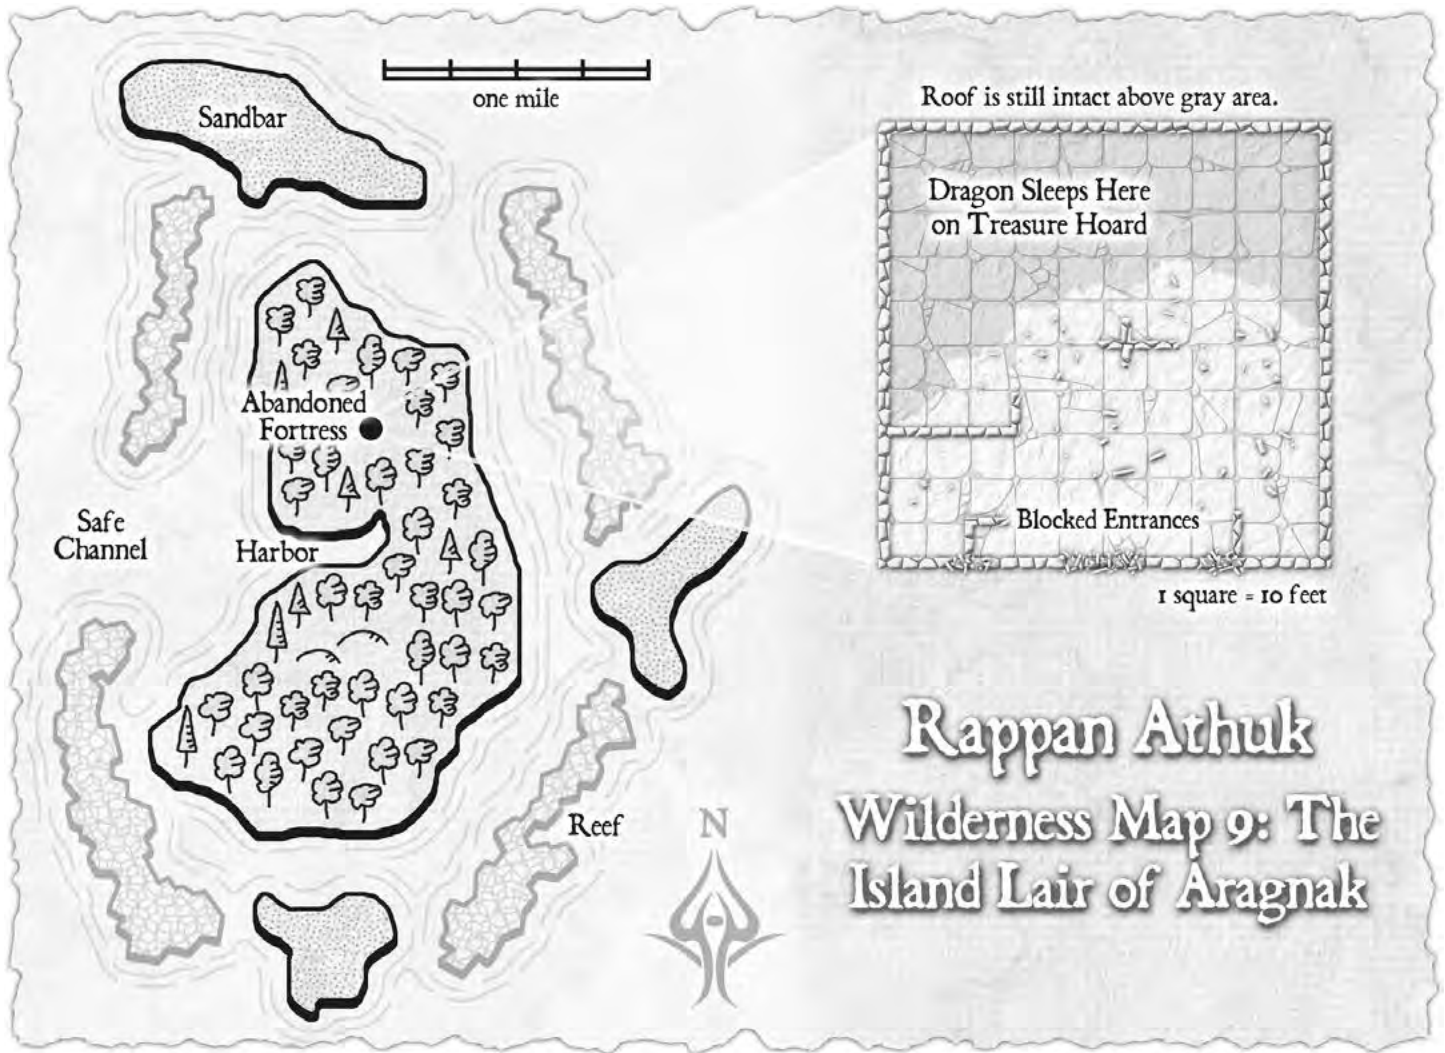 one mile
Sandbar
Abandoned
Fortress
Safe
Channel
Harbor
Reef
N
Roof is still intact above gray area.
Dragon Sleeps Here
on Treasure Hoard
Blocked Entrances
1 square = 10 feet
Rappan Athuk
Wilderness Map 9: The
Island Lair of Aragnak